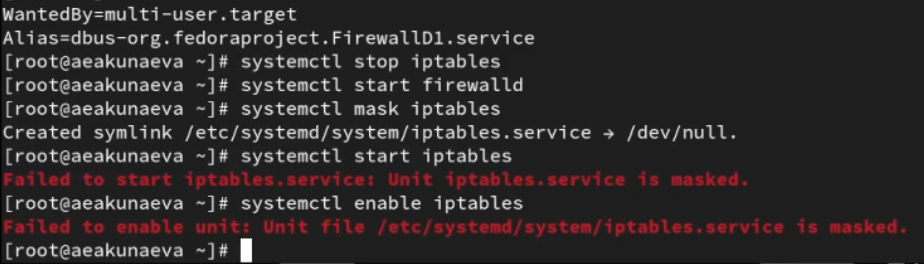 WantedBy=multi-user.target
Alias=dbus-org.fedoraproject.FirewallD1.service
[root@aeakunaeva ~]# systemctl stop iptables
[root@aeakunaeva ~]# systemctl start firewalld
[root@aeakunaeva ~]# systemctl mask iptables
Created symlink /etc/systemd/system/iptables.service → /dev/null.
[root@aeakunaeva ~]# systemctl start iptables
Failed to start iptables.service: Unit iptables.service is masked.
[root@aeakunaeva ~]# systemctl enable iptables
Failed to enable unit: Unit file /etc/systemd/system/iptables.service is masked.
[root@aeakunaeva ~]#